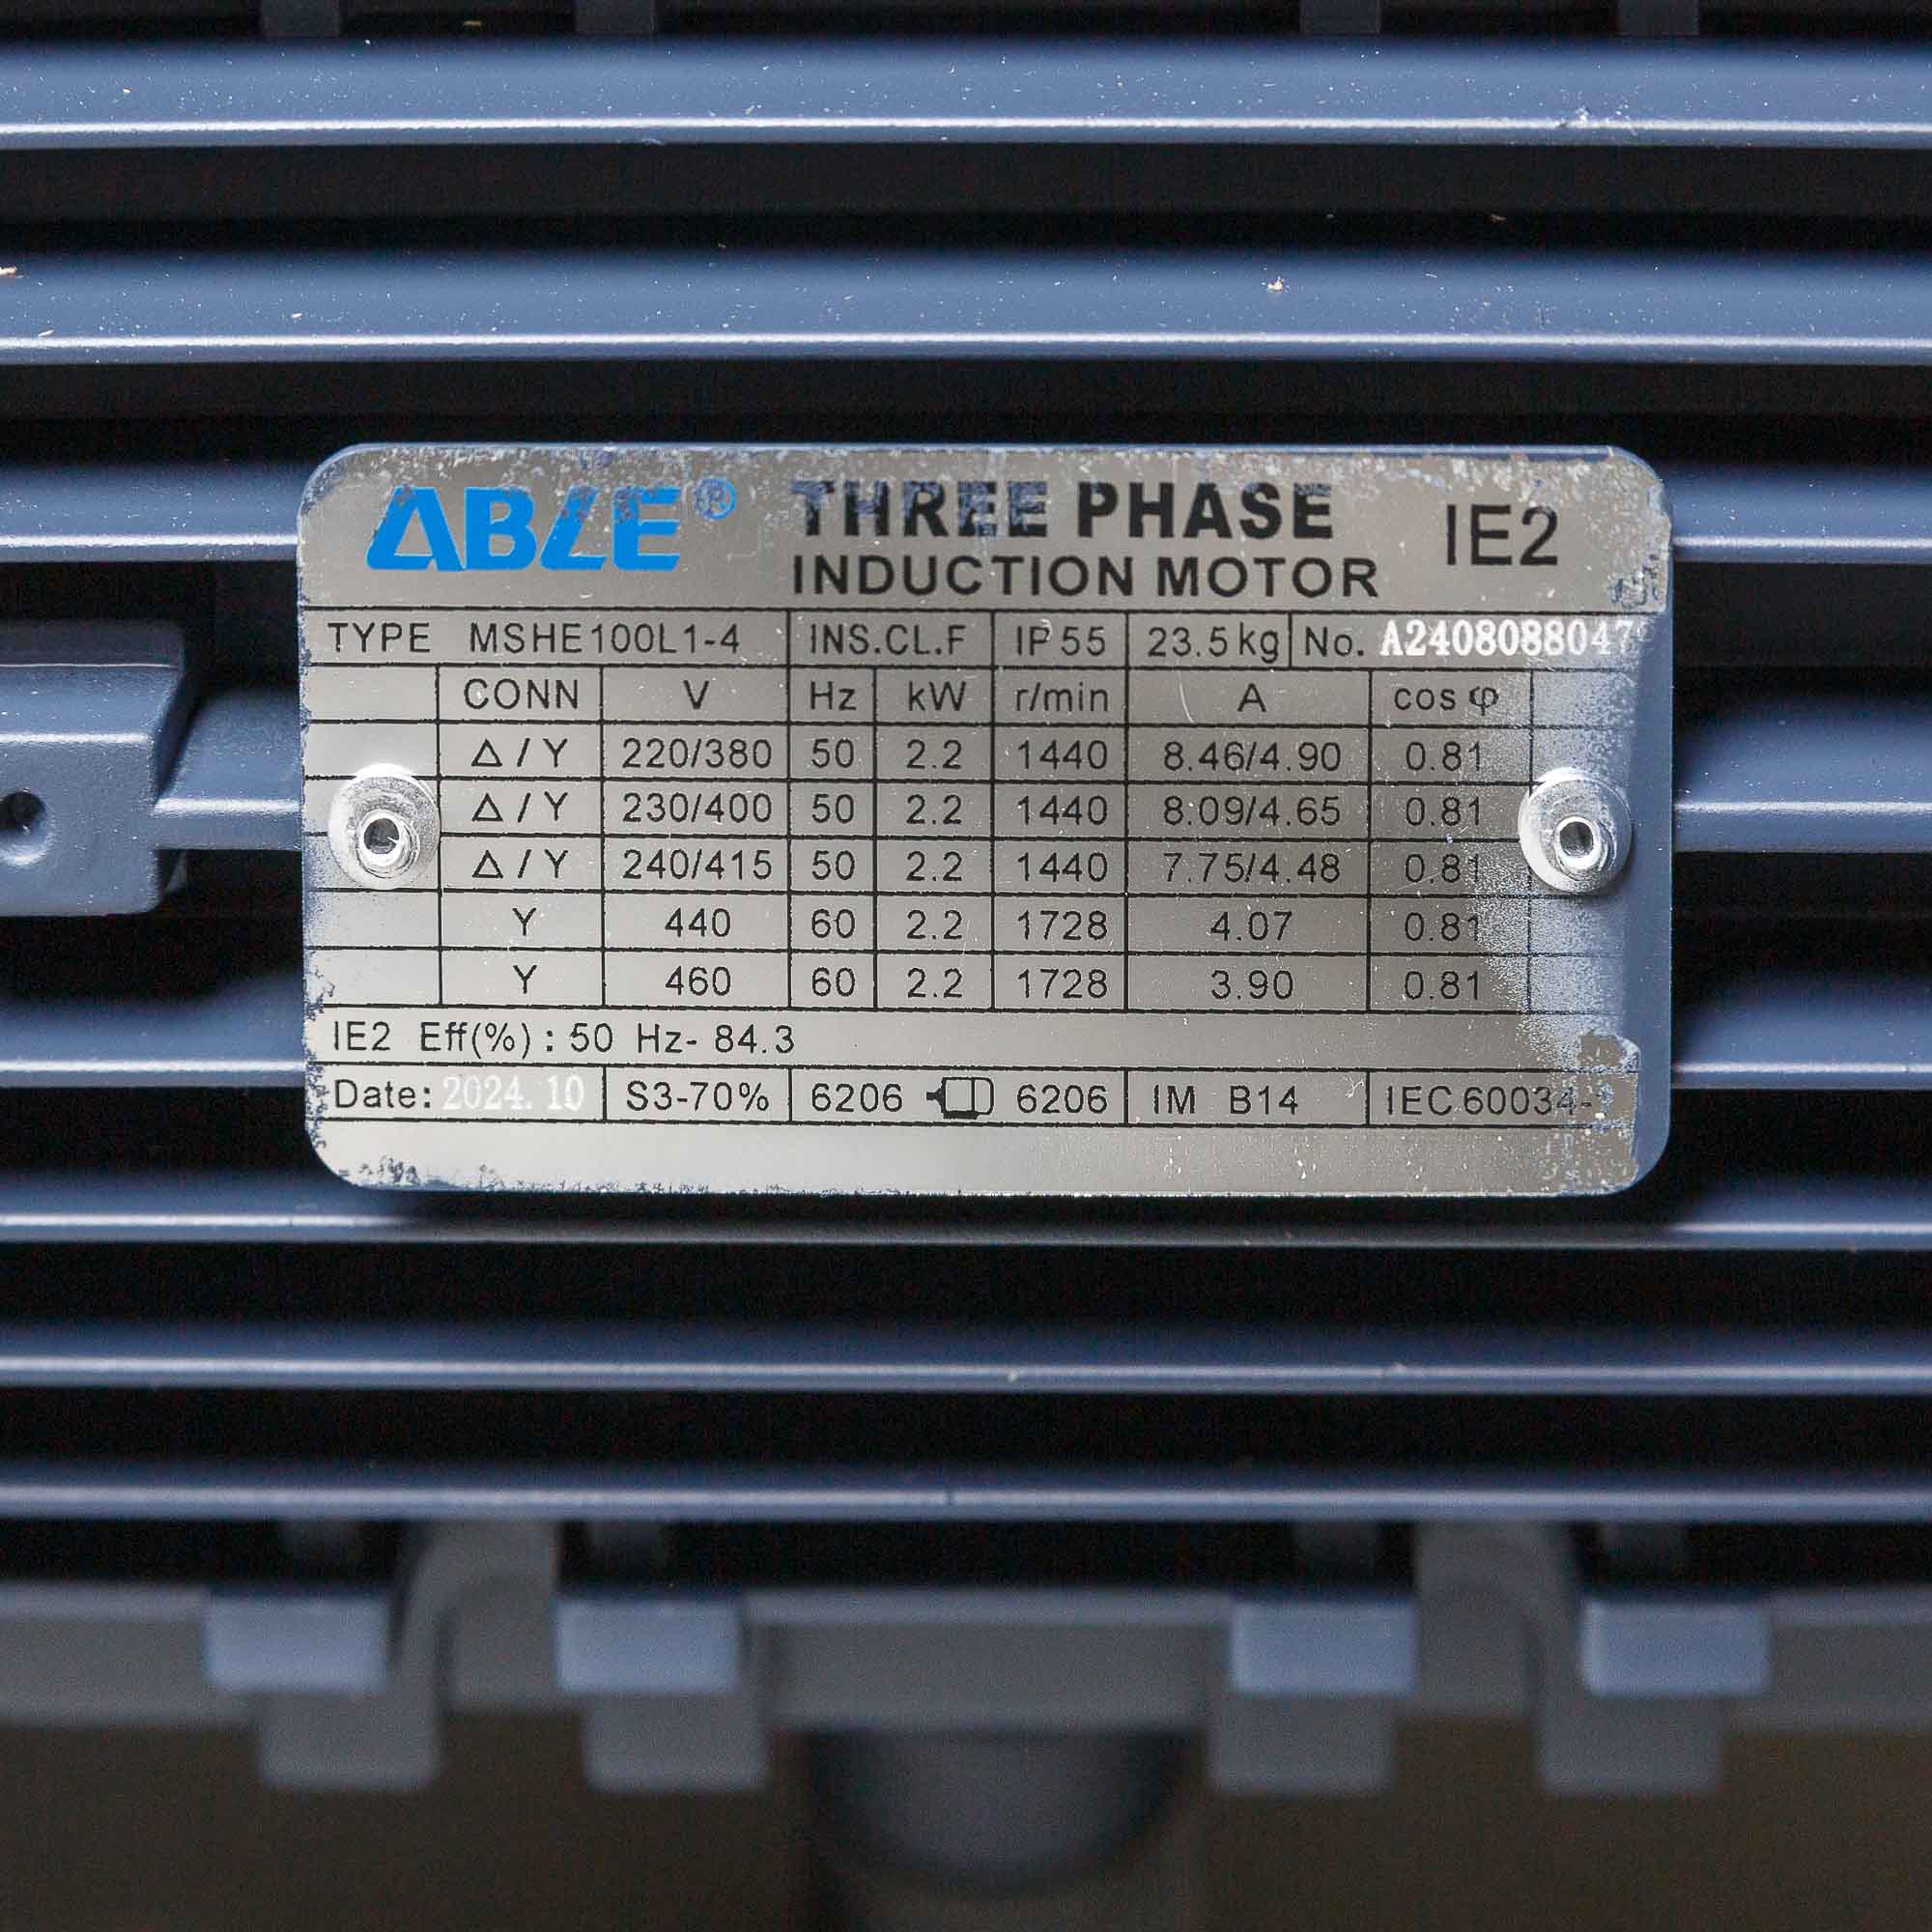 ABLE® THREE PHASE IE2
INDUCTION MOTOR
TYPE MSHE100L1-4 INS.CL.F IP55 23.5kg No. A2408088047
CONN V Hz kW r/min A cos φ
Δ/Y 220/380 50 2.2 1440 8.46/4.90 0.81
Δ/Y 230/400 50 2.2 1440 8.09/4.65 0.81
Δ/Y 240/415 50 2.2 1440 7.75/4.48 0.81
Y 440 60 2.2 1728 4.07 0.81
Y 460 60 2.2 1728 3.90 0.81
IE2 Eff(%): 50 Hz- 84.3
Date: 2024.10 S3-70% 6206 6206 IM B14 IEC 60034-